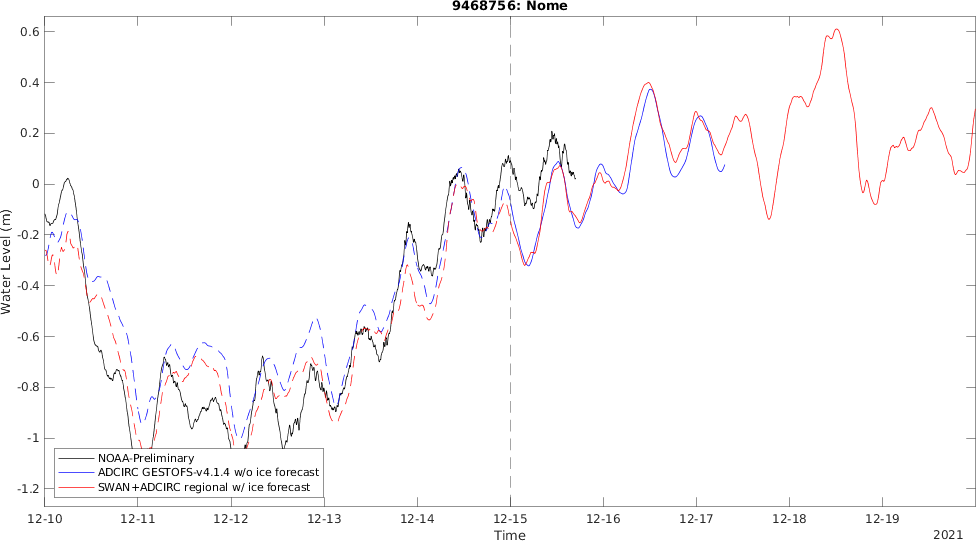 9468756: Nome
0.6
0.4
0.2
0
-0.2
-0.4
-0.6
-0.8
-1
-1.2
Water Level (m)
NOAA-Preliminary
ADCIRC GESTOFS-v4.1.4 w/o ice forecast
SWAN+ADCIRC regional w/ ice forecast
12-10 12-11 12-12 12-13 12-14 12-15 12-16 12-17 12-18 12-19
Time
2021